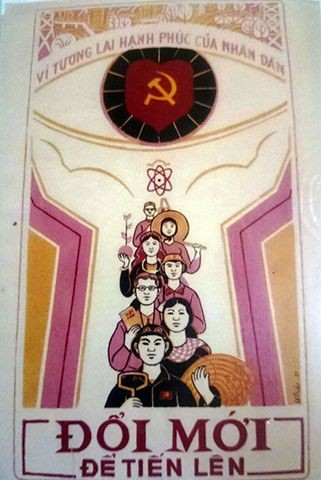 VÌ TƯƠNG LAI HẠNH PHÚC CỦA NHÂN DÂN
ĐỔI MỚI
ĐỂ TIẾN LÊN